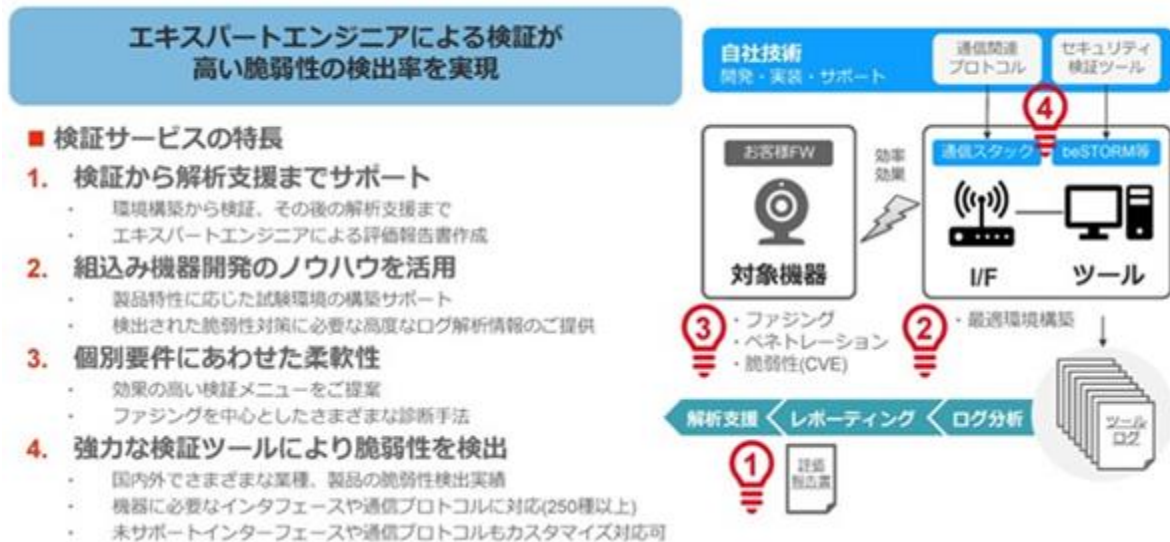 エキスパートエンジニアによる検証が
高い脆弱性の検出率を実現
■ 検証サービスの特長
1. 検証から解析支援までサポート
・ 環境構築から検証、その後の解析支援まで
・ エキスパートエンジニアによる評価報告書作成
2. 組込み機器開発のノウハウを活用
・ 製品特性に応じた試験環境の構築サポート
・ 検出された脆弱性対策に必要な高度なログ解析情報のご提供
3. 個別要件にあわせた柔軟性
・ 効果の高い検証メニューをご提案
・ ファジングを中心としたさまざまな診断手法
4. 強力な検証ツールにより脆弱性を検出
・ 国内外でさまざまな業種、製品の脆弱性検出実績
・ 機器に必要なインタフェースや通信プロトコルに対応(250種以上)
・ 未サポートインターフェースや通信プロトコルもカスタマイズ対応可
自社技術
開発・実装・サポート
通信関連
プロトコル
セキュリティ
検証ツール
4
お客様FW
効率
効果
通信スタック
beSTORM等
対象機器
I/F
ツール
3
・ファジング
・ペネトレーション
・脆弱性(CVE)
2
・最適環境構築
解析支援
レポーティング
ログ分析
ツール
ログ
1
評価
報告書